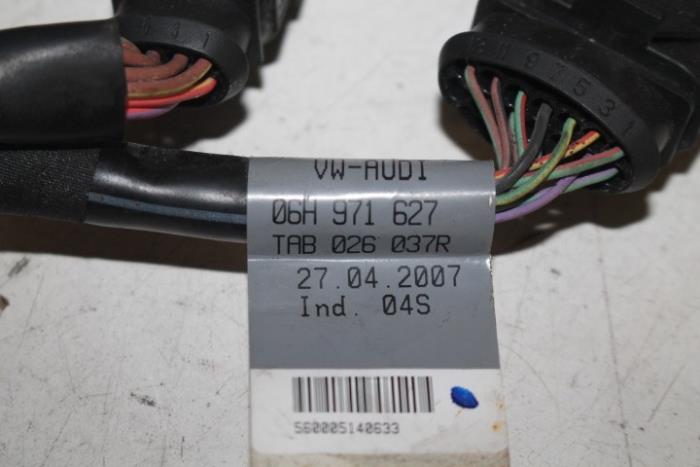 VW-AUDI
06H 971 627
TAB 026 037R
27.04.2007
Ind. 04S
560005140633